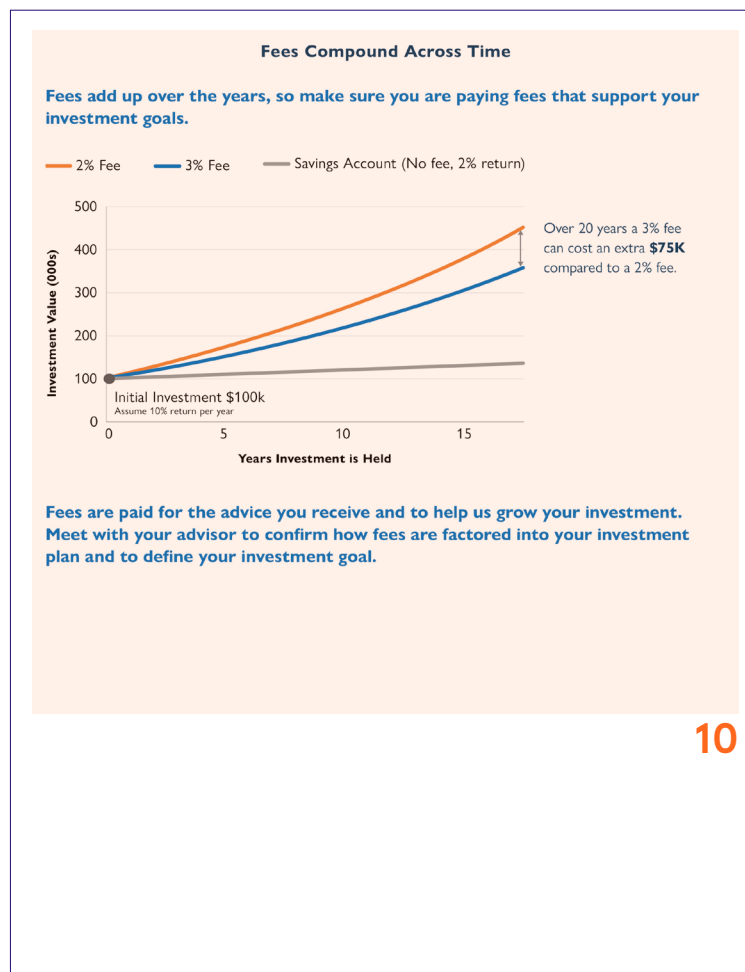 Fees Compound Across Time
Fees add up over the years, so make sure you are paying fees that support your
investment goals.
2% Fee
3% Fee
Savings Account (No fee, 2% return)
500
400
300
200
100
0
Investment Value (000s)
Over 20 years a 3% fee
can cost an extra $75K
compared to a 2% fee.
Initial Investment $100k
Assume 10% return per year
0
5
10
15
Years Investment is Held
Fees are paid for the advice you receive and to help us grow your investment.
Meet with your advisor to confirm how fees are factored into your investment
plan and to define your investment goal.
10